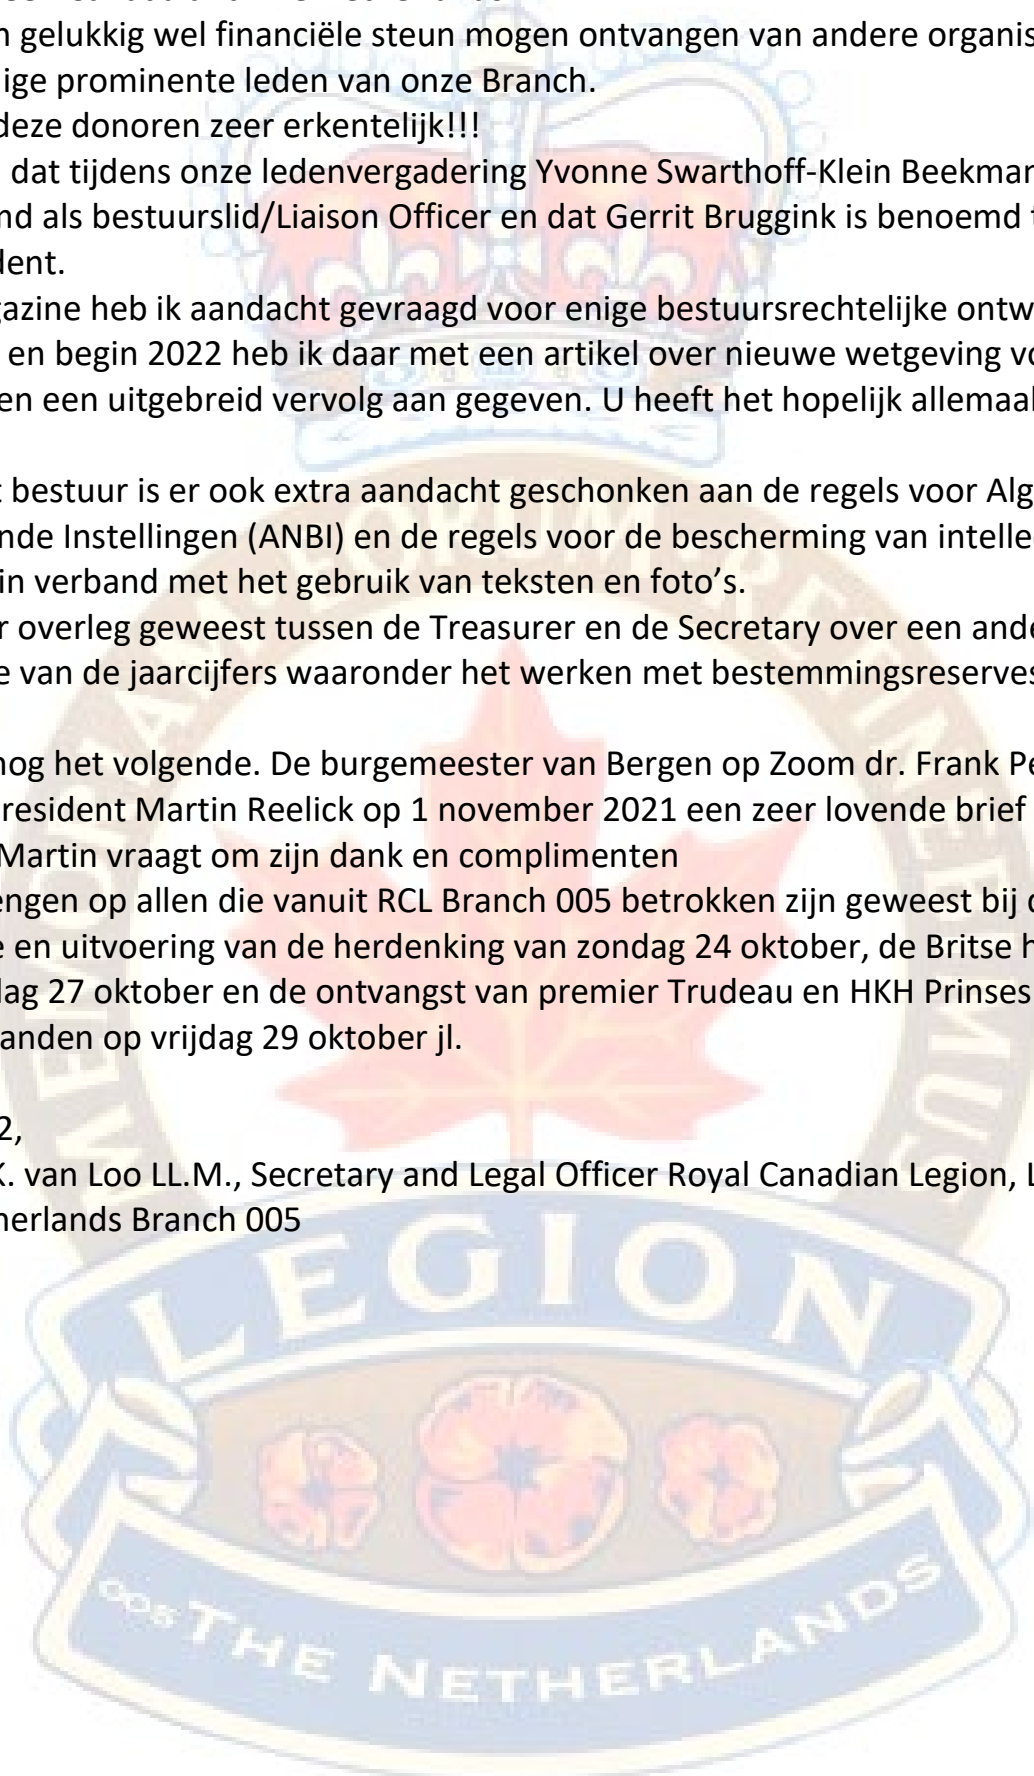 n gelukkig wel financiële steun mogen ontvangen van andere organis
ige prominente leden van onze Branch.
deze donoren zeer erkentelijk!!!
dat tijdens onze ledenvergadering Yvonne Swarthoff-Klein Beekman
nd als bestuurslid/Liaison Officer en dat Gerrit Bruggink is benoemd t
dent.
gazine heb ik aandacht gevraagd voor enige bestuursrechtelijke ontw
en begin 2022 heb ik daar met een artikel over nieuwe wetgeving vo
en een uitgebreid vervolg aan gegeven. U heeft het hopelijk allemaal
t bestuur is er ook extra aandacht geschonken aan de regels voor Alg
nde Instellingen (ANBI) en de regels voor de bescherming van intellec
in verband met het gebruik van teksten en foto’s.
r overleg geweest tussen de Treasurer en de Secretary over een ande
e van de jaarcijfers waaronder het werken met bestemmingsreserves
nog het volgende. De burgemeester van Bergen op Zoom dr. Frank Pe
resident Martin Reelick op 1 november 2021 een zeer lovende brief
Martin vraagt om zijn dank en complimenten
engen op allen die vanuit RCL Branch 005 betrokken zijn geweest bij d
e en uitvoering van de herdenking van zondag 24 oktober, de Britse h
dag 27 oktober en de ontvangst van premier Trudeau en HKH Prinses
anden op vrijdag 29 oktober jl.
2,
K. van Loo LL.M., Secretary and Legal Officer Royal Canadian Legion, L
herlands Branch 005
MEMORIAM EORUM RETINEBIMUS
LEGION
005 THE NETHERLANDS